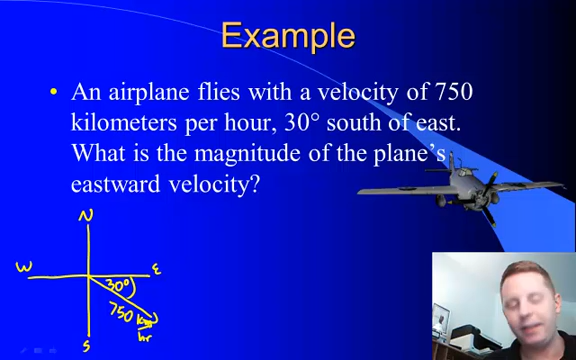 Example
• An airplane flies with a velocity of 750
kilometers per hour, 30° south of east.
What is the magnitude of the plane's
eastward velocity?
N
W
E
30°
750 km
hr
S